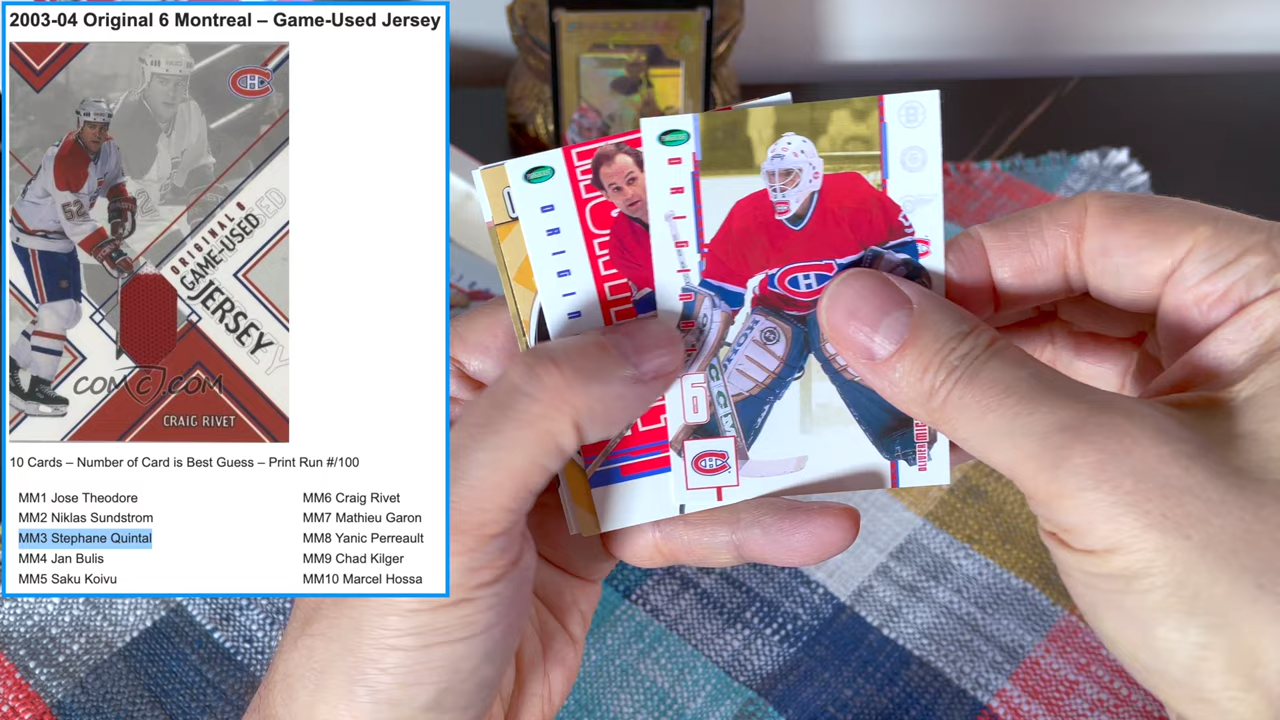 2003-04 Original 6 Montreal – Game-Used Jersey
ORIGINAL 6
GAME-USED
JERSEY
COMC.COM
CRAIG RIVET
10 Cards – Number of Card is Best Guess – Print Run #/100
MM1 Jose Theodore
MM2 Niklas Sundstrom
MM3 Stephane Quintal
MM4 Jan Bulis
MM5 Saku Koivu
MM6 Craig Rivet
MM7 Mathieu Garon
MM8 Yanic Perreault
MM9 Chad Kilger
MM10 Marcel Hossa
ORIGI
ORIGINAL
6
CCM